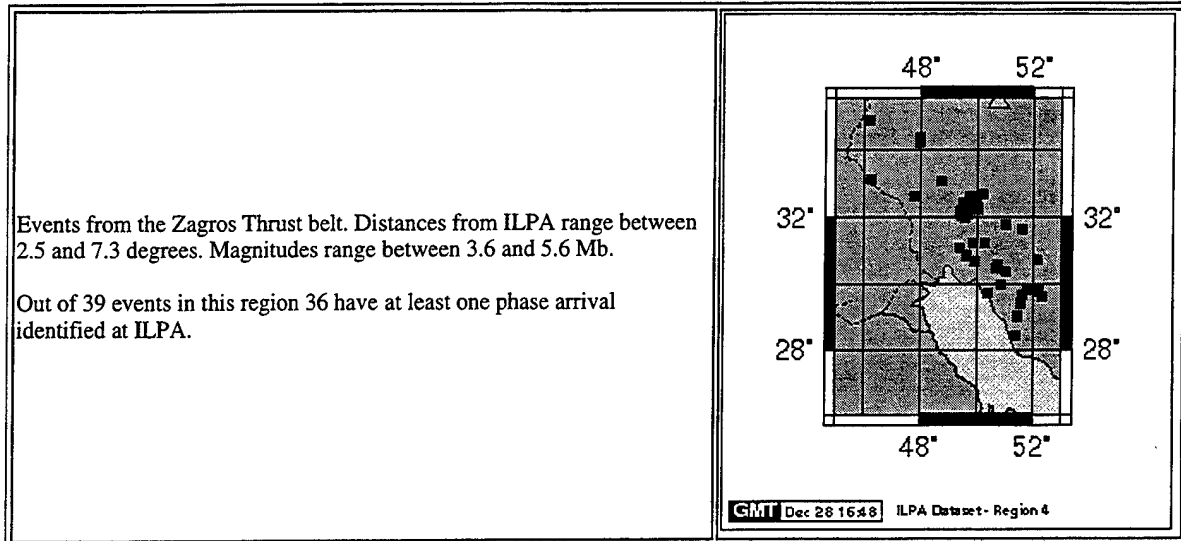 Events from the Zagros Thrust belt. Distances from ILPA range between
2.5 and 7.3 degrees. Magnitudes range between 3.6 and 5.6 Mb.
Out of 39 events in this region 36 have at least one phase arrival
identified at ILPA.
48° 52°
32° 32°
28° 28°
48° 52°
GMT Dec 28 16:48 ILPA Dataset - Region 4